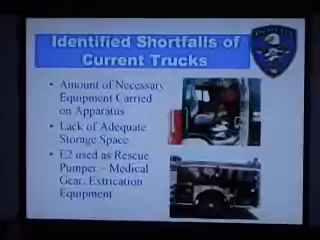 Identified Shortfalls of
Current Trucks
• Amount of Necessary
Equipment Carried
on Apparatus
• Lack of Adequate
Storage Space
• E2 used as Rescue
Pumper – Medical
Gear, Extrication
Equipment